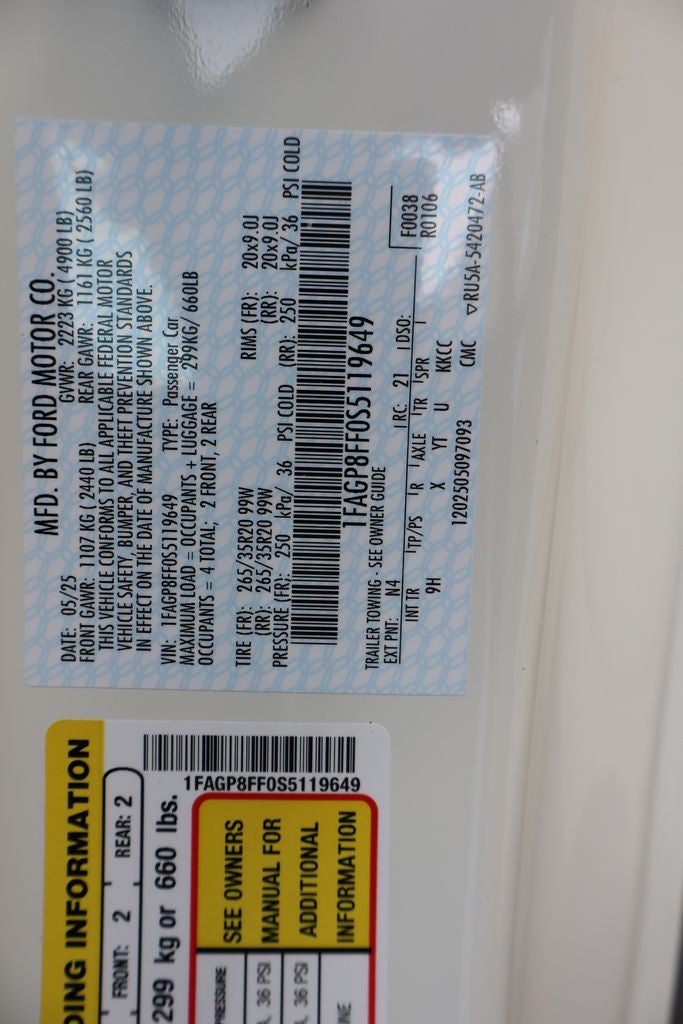 MFD. BY FORD MOTOR CO.
DATE: 05/25 GVWR: 2223 KG ( 4900 LB)
FRONT GAWR: 1107 KG ( 2440 LB) REAR GAWR: 1161 KG ( 2560 LB)
THIS VEHICLE CONFORMS TO ALL APPLICABLE FEDERAL MOTOR
VEHICLE SAFETY, BUMPER, AND THEFT PREVENTION STANDARDS
IN EFFECT ON THE DATE OF MANUFACTURE SHOWN ABOVE.
VIN: 1FAGP8FF0S5119649 TYPE: Passenger Car
MAXIMUM LOAD = OCCUPANTS + LUGGAGE = 299KG/ 660LB
OCCUPANTS = 4 TOTAL; 2 FRONT, 2 REAR
TIRE (FR): 265/35R20 99W RIMS (FR): 20x9.0J
(RR): 265/35R20 99W (RR): 20x9.0J
PRESSURE (FR): 250 kPa/ 36 PSI COLD (RR): 250 kPa/ 36 PSI COLD
1FAGP8FF0S5119649
TRAILER TOWING - SEE OWNER GUIDE
EXT PNT: N4 RC: 21 DSO: F0038
R0106
INT TR TP/PS R AXLE TR SPR
9H X YT U KKCC
1202505097093 CMC ▽RU5A-5420472-AB
DING INFORMATION
FRONT: 2 REAR: 2
299 kg or 660 lbs.
1FAGP8FF0S5119649
PRESSURE
36 PSI
36 PSI
SEE OWNERS
MANUAL FOR
ADDITIONAL
INFORMATION